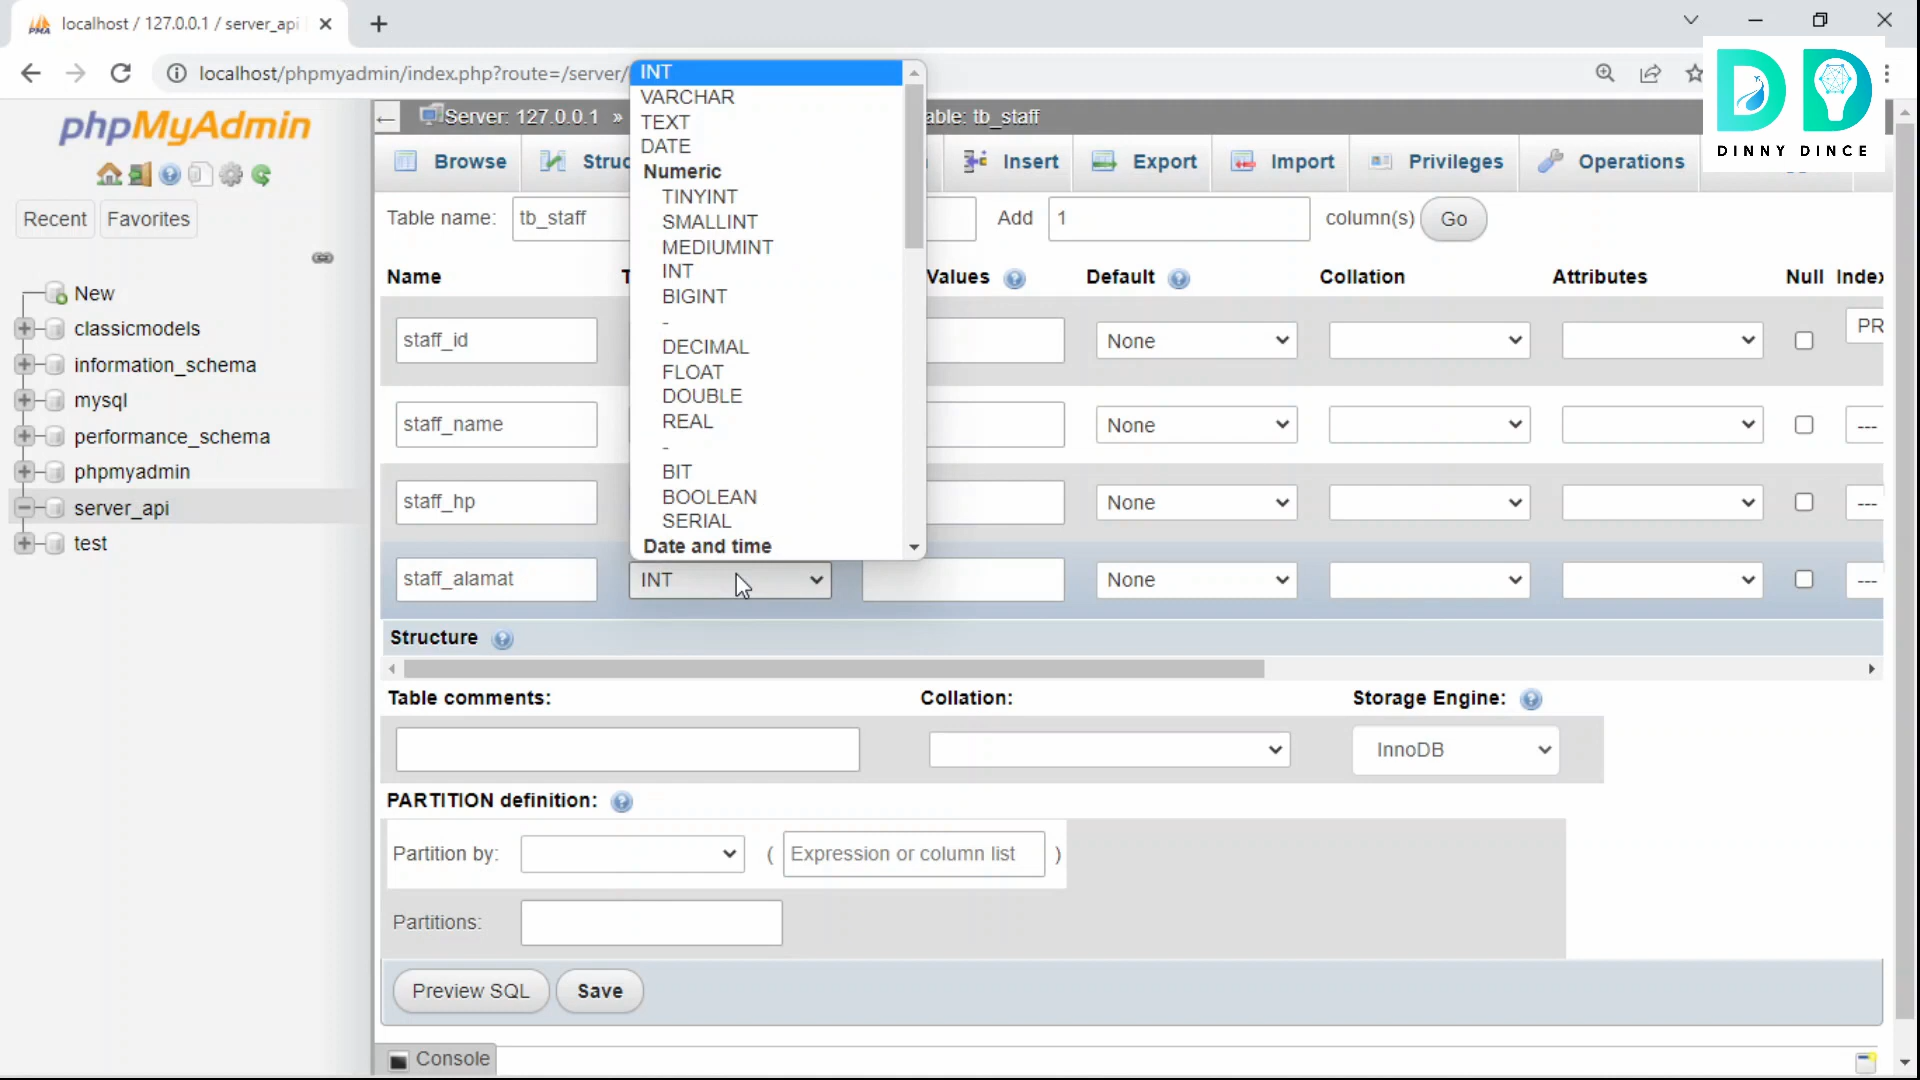 localhost / 127.0.0.1 / server_api
localhost/phpmyadmin/index.php?route=/server/
DINNY DINCE
phpMyAdmin
Recent
Favorites
New
classicmodels
information_schema
mysql
performance_schema
phpmyadmin
server_api
test
Server: 127.0.0.1 »
able: tb_staff
Browse
Struc
Insert
Export
Import
Privileges
Operations
Table name:
tb_staff
Add
1
column(s)
Go
Name
T
Values
Default
Collation
Attributes
Null
Index
staff_id
None
PR
staff_name
None
---
staff_hp
None
---
staff_alamat
INT
None
---
INT
VARCHAR
TEXT
DATE
Numeric
TINYINT
SMALLINT
MEDIUMINT
INT
BIGINT
-
DECIMAL
FLOAT
DOUBLE
REAL
-
BIT
BOOLEAN
SERIAL
Date and time
Structure
Table comments:
Collation:
Storage Engine:
InnoDB
PARTITION definition:
Partition by:
( Expression or column list )
Partitions:
Preview SQL
Save
Console